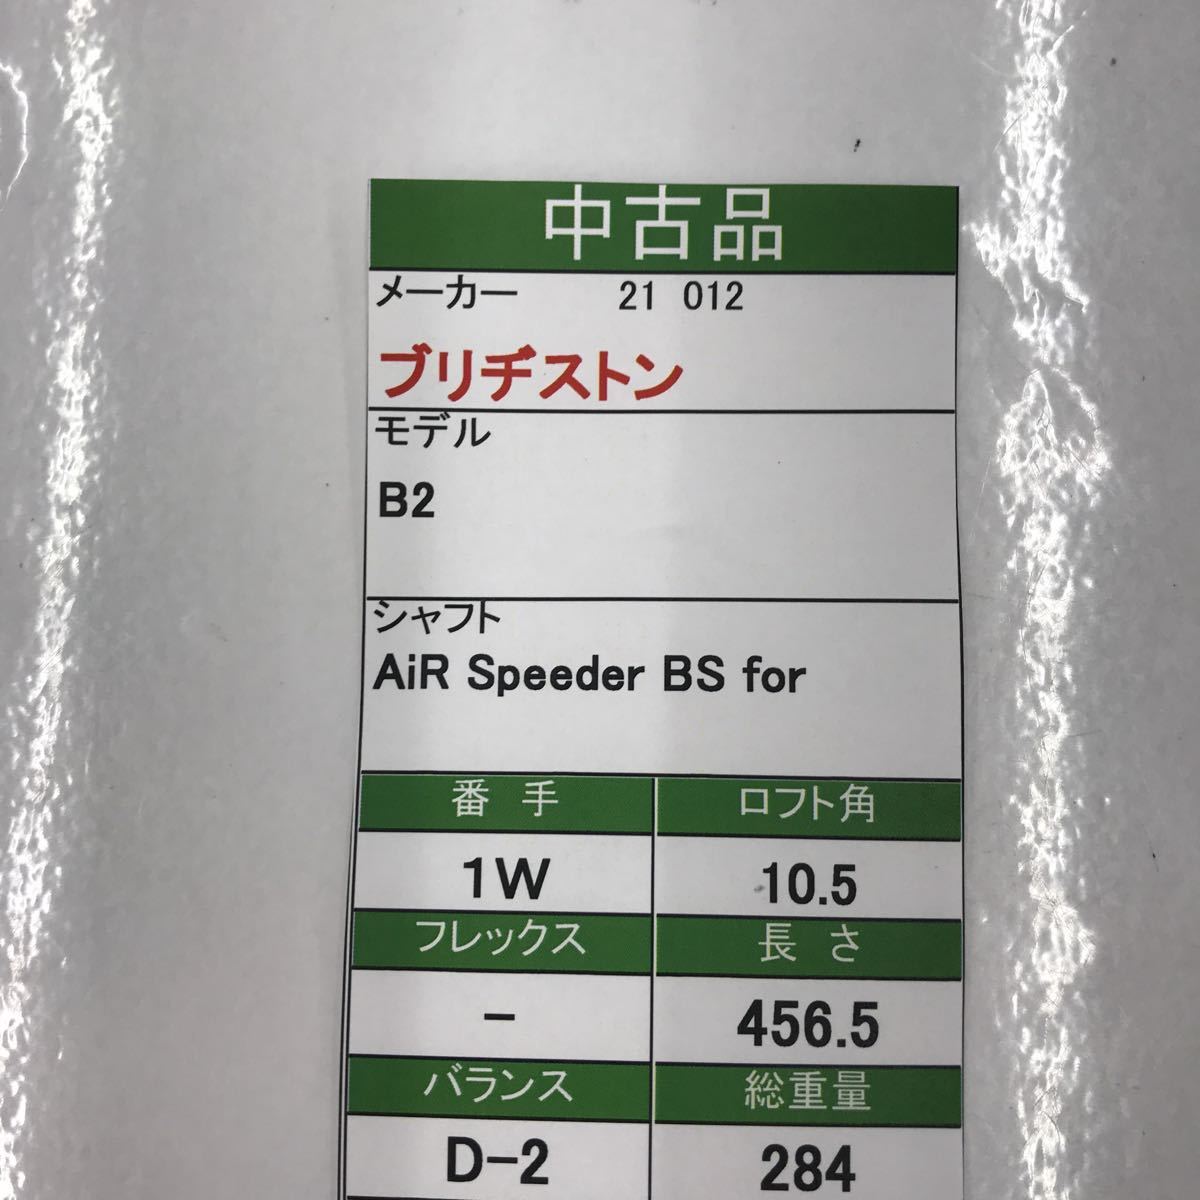 中古品
メーカー 21 012
ブリヂストン
モデル
B2
シャフト
AiR Speeder BS for
番手 ロフト角
1W 10.5
フレックス 長さ
- 456.5
バランス 総重量
D-2 284